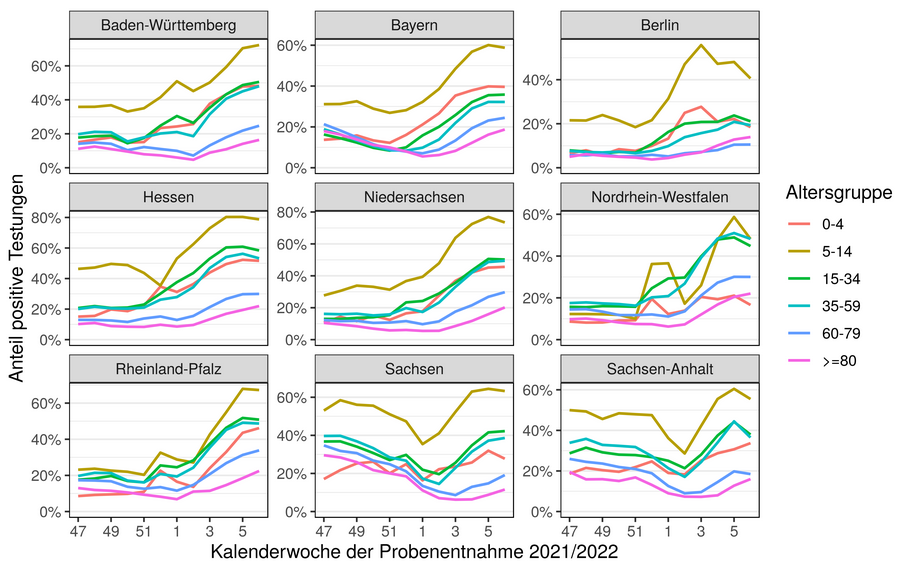 Baden-Württemberg
Bayern
Berlin
60%
40%
20%
0%
60%
40%
20%
0%
40%
20%
0%
Hessen
Niedersachsen
Nordrhein-Westfalen
80%
60%
40%
20%
0%
80%
60%
40%
20%
0%
60%
40%
20%
0%
Rheinland-Pfalz
Sachsen
Sachsen-Anhalt
60%
40%
20%
0%
60%
40%
20%
0%
60%
40%
20%
0%
47 49 51 1 3 5
47 49 51 1 3 5
47 49 51 1 3 5
Kalenderwoche der Probenentnahme 2021/2022
Anteil positive Testungen
Altersgruppe
0-4
5-14
15-34
35-59
60-79
>=80